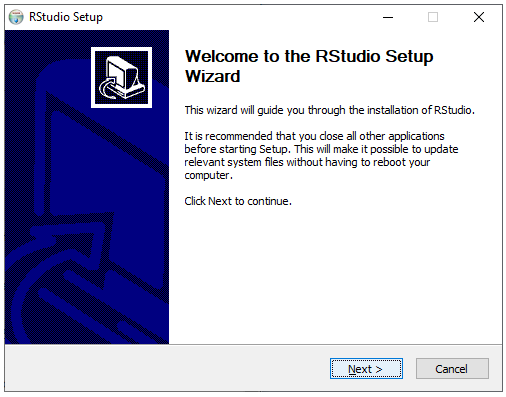 RStudio Setup
Welcome to the RStudio Setup
Wizard
This wizard will guide you through the installation of RStudio.
It is recommended that you close all other applications
before starting Setup. This will make it possible to update
relevant system files without having to reboot your
computer.
Click Next to continue.
Next >
Cancel